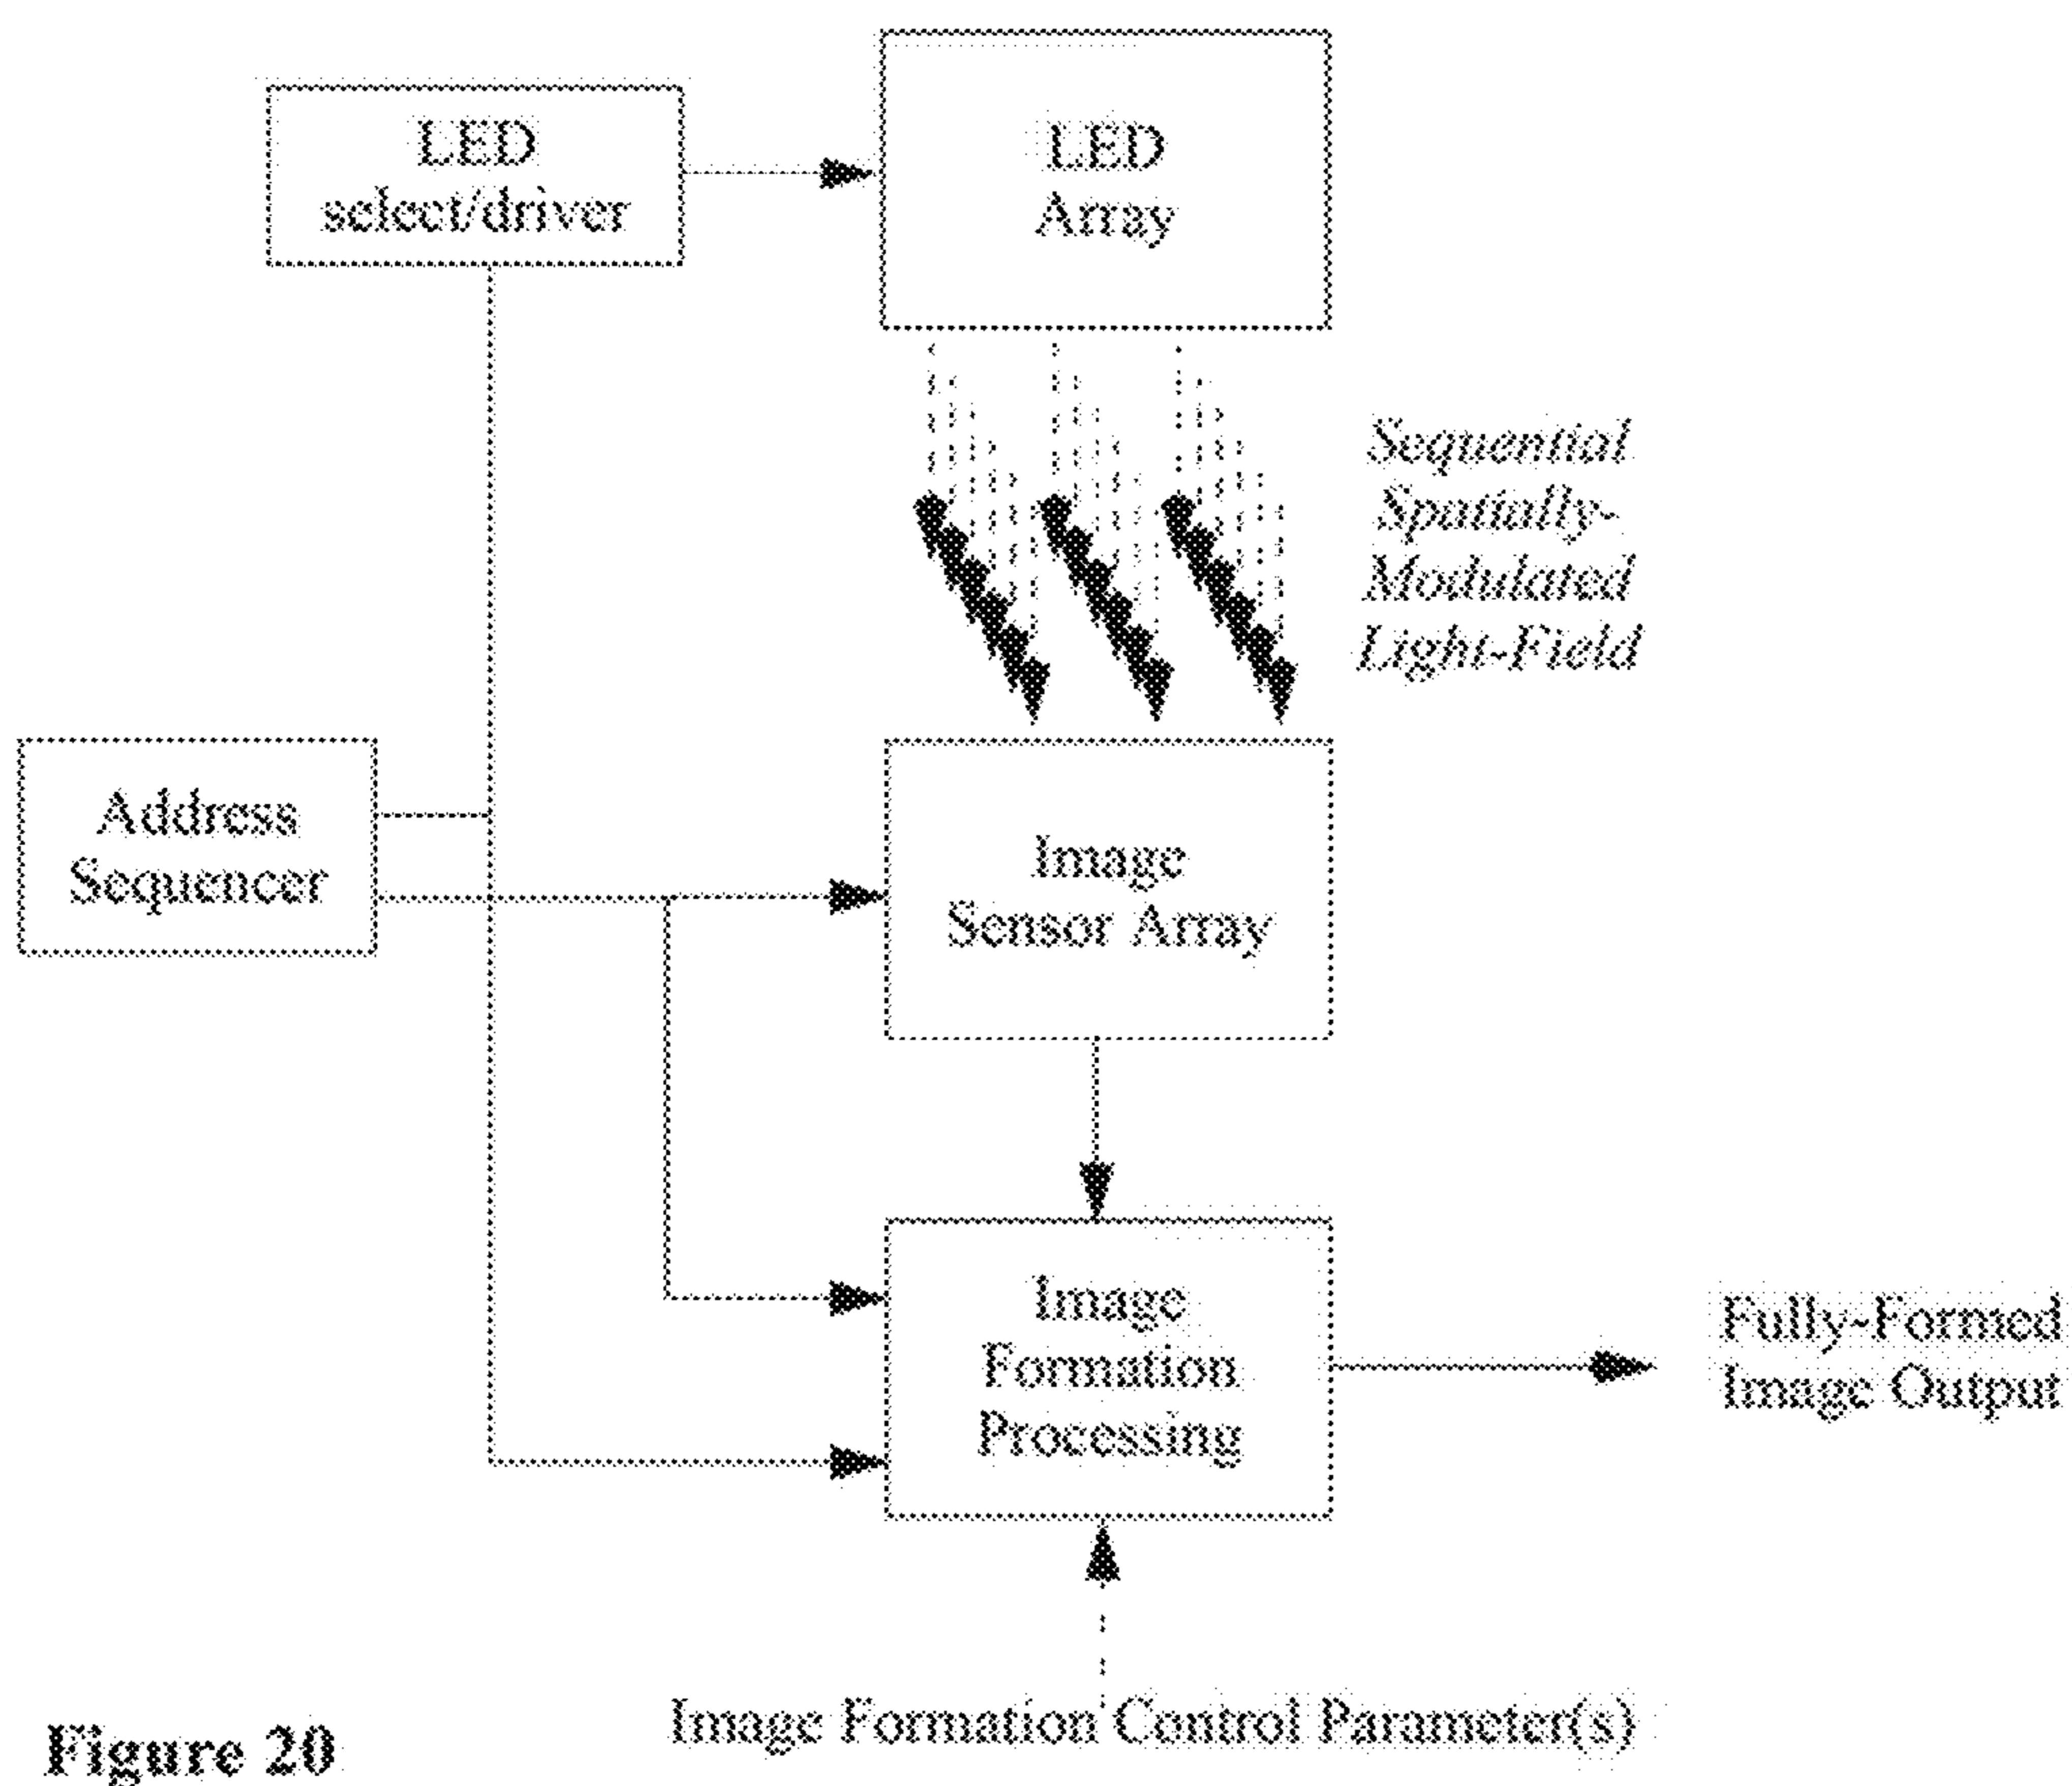 LED
select/driver
LED
Array
Sequential
Spatially-
Modulated
Light-Field
Address
Sequencer
Image
Sensor Array
Image
Formation
Processing
Fully-Formed
Image Output
Image Formation Control Parameter(s)
Figure 20